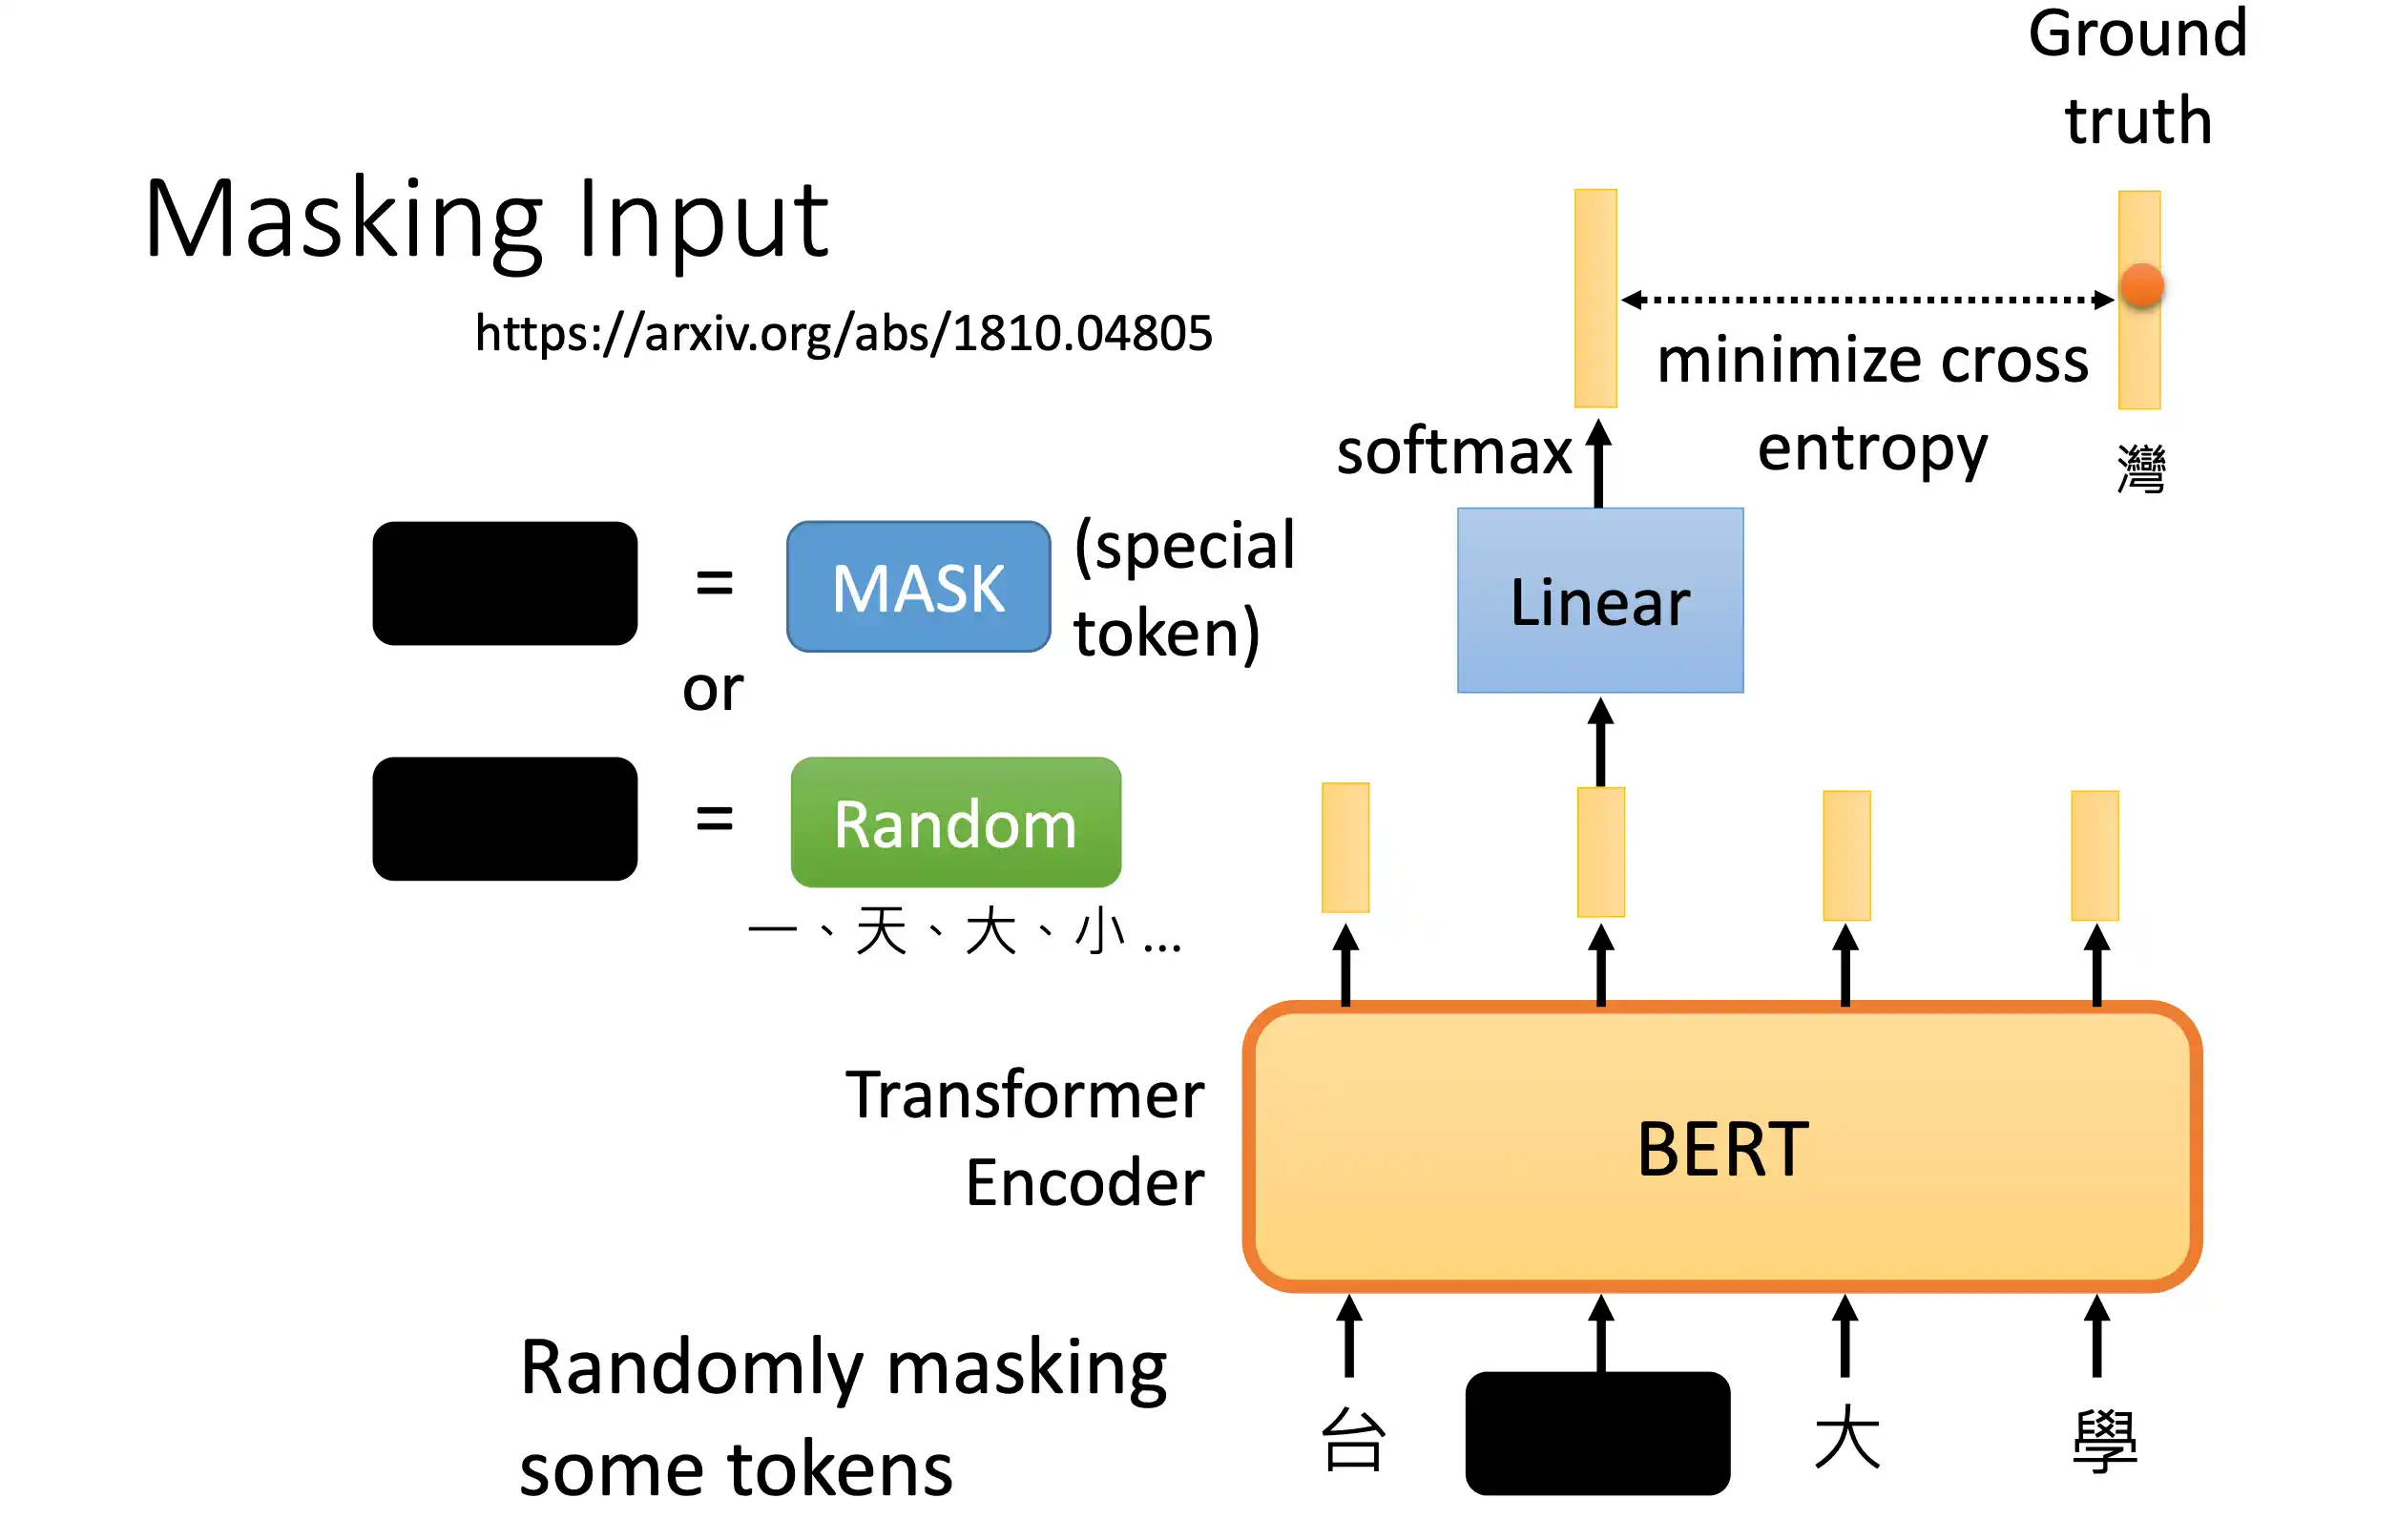 Masking Input
https://arxiv.org/abs/1810.04805
= MASK (special token)
or
= Random
一、天、大、小 ...
Transformer
Encoder
Randomly masking
some tokens
Ground
truth
minimize cross
entropy
灣
softmax
Linear
BERT
台 大 學